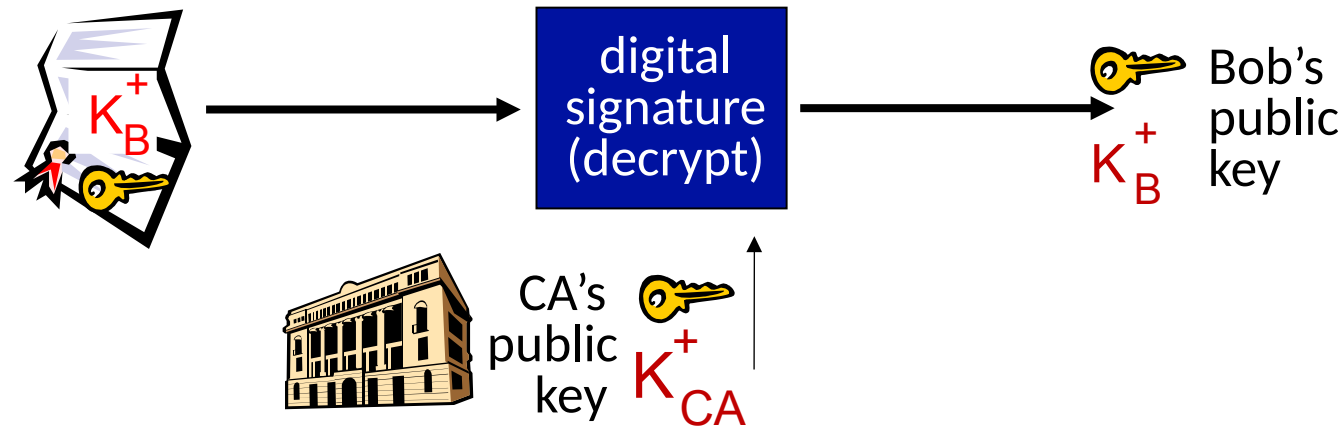 K+B
digital
signature
(decrypt)
Bob’s
public
key
K+B
CA’s
public
key
K+CA